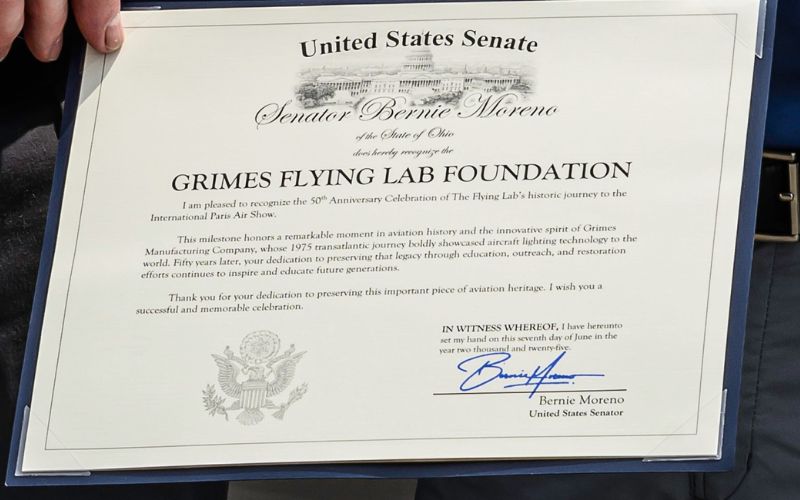 United States Senate
Senator Bernie Moreno
of the State of Ohio
does hereby recognize the
GRIMES FLYING LAB FOUNDATION
I am pleased to recognize the 50th Anniversary Celebration of The Flying Lab's historic journey to the
International Paris Air Show.
This milestone honors a remarkable moment in aviation history and the innovative spirit of Grimes
Manufacturing Company, whose 1975 transatlantic journey boldly showcased aircraft lighting technology to the
world. Fifty years later, your dedication to preserving that legacy through education, outreach, and restoration
efforts continues to inspire and educate future generations.
Thank you for your dedication to preserving this important piece of aviation heritage. I wish you a
successful and memorable celebration.
IN WITNESS WHEREOF, I have hereunto
set my hand on this seventh day of June in the
year two thousand and twenty-five.
Bernie Moreno
Bernie Moreno
United States Senator